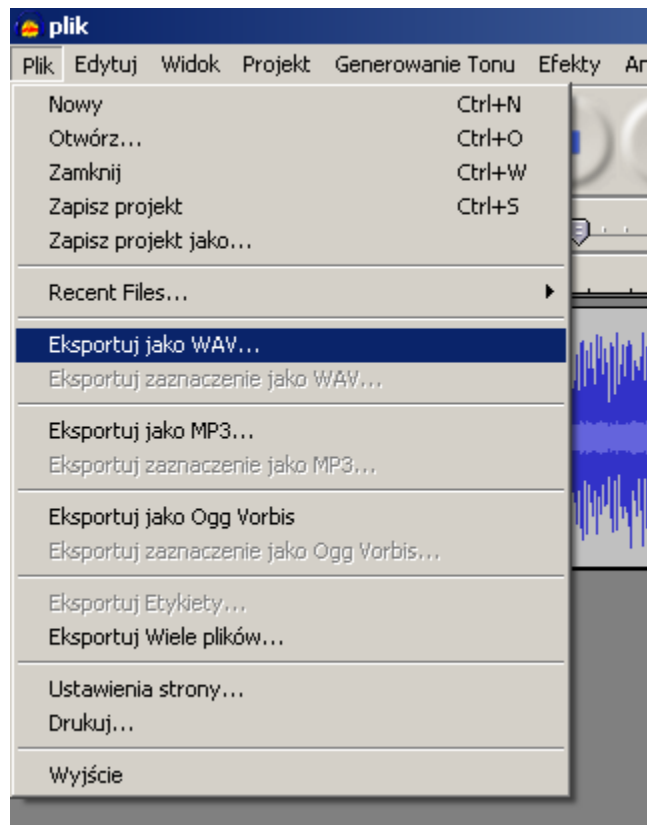 plik
Plik Edytuj Widok Projekt Generowanie Tonu Efekty
Nowy Ctrl+N
Otwórz... Ctrl+O
Zamknij Ctrl+W
Zapisz projekt Ctrl+S
Zapisz projekt jako...
Recent Files...
Eksportuj jako WAV...
Eksportuj zaznaczenie jako WAV...
Eksportuj jako MP3...
Eksportuj zaznaczenie jako MP3...
Eksportuj jako Ogg Vorbis
Eksportuj zaznaczenie jako Ogg Vorbis...
Eksportuj Etykiety...
Eksportuj Wiele plików...
Ustawienia strony...
Drukuj...
Wyjście